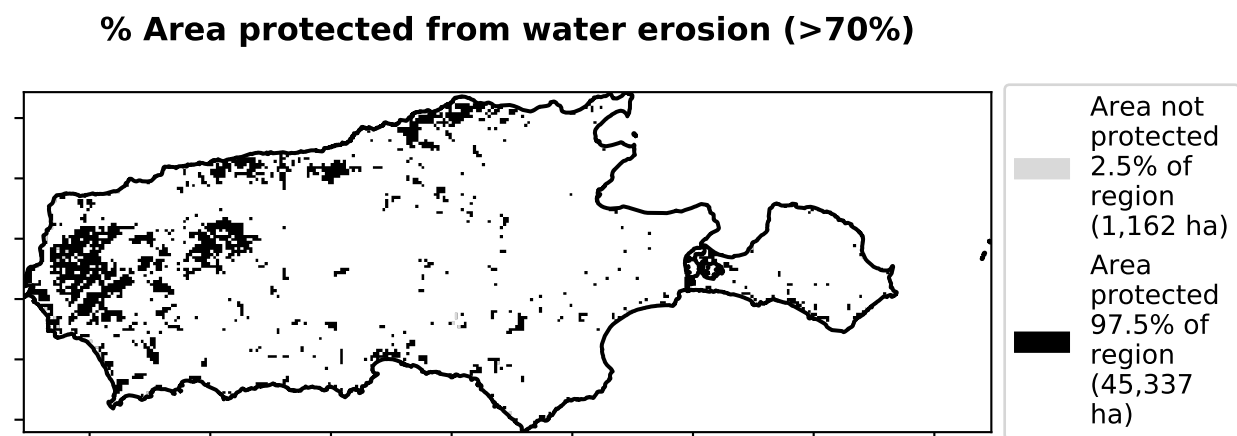 % Area protected from water erosion (>70%)
Area not
protected
2.5% of
region
(1,162 ha)
Area
protected
97.5% of
region
(45,337
ha)